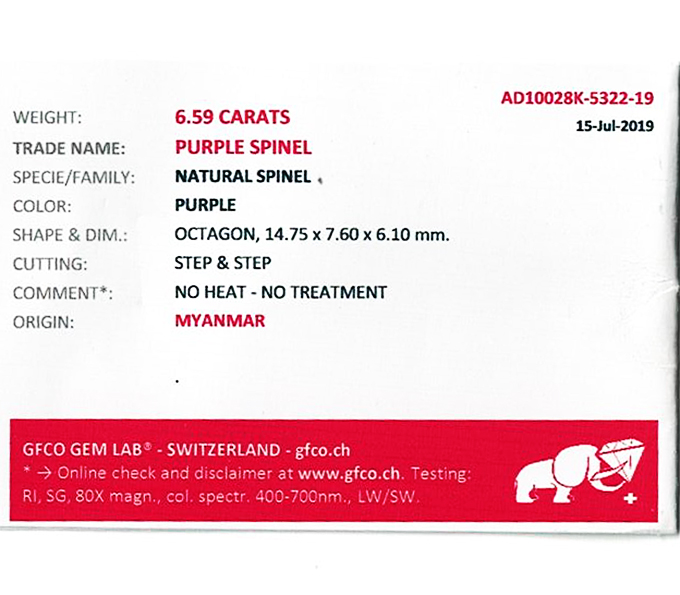 AD10028K-5322-19
15-Jul-2019
WEIGHT: 6.59 CARATS
TRADE NAME: PURPLE SPINEL
SPECIE/FAMILY: NATURAL SPINEL
COLOR: PURPLE
SHAPE & DIM.: OCTAGON, 14.75 x 7.60 x 6.10 mm.
CUTTING: STEP & STEP
COMMENT*: NO HEAT - NO TREATMENT
ORIGIN: MYANMAR
GFCO GEM LAB® - SWITZERLAND - gfco.ch
* → Online check and disclaimer at www.gfco.ch. Testing:
RI, SG, 80X magn., col. spectr. 400-700nm., LW/SW.